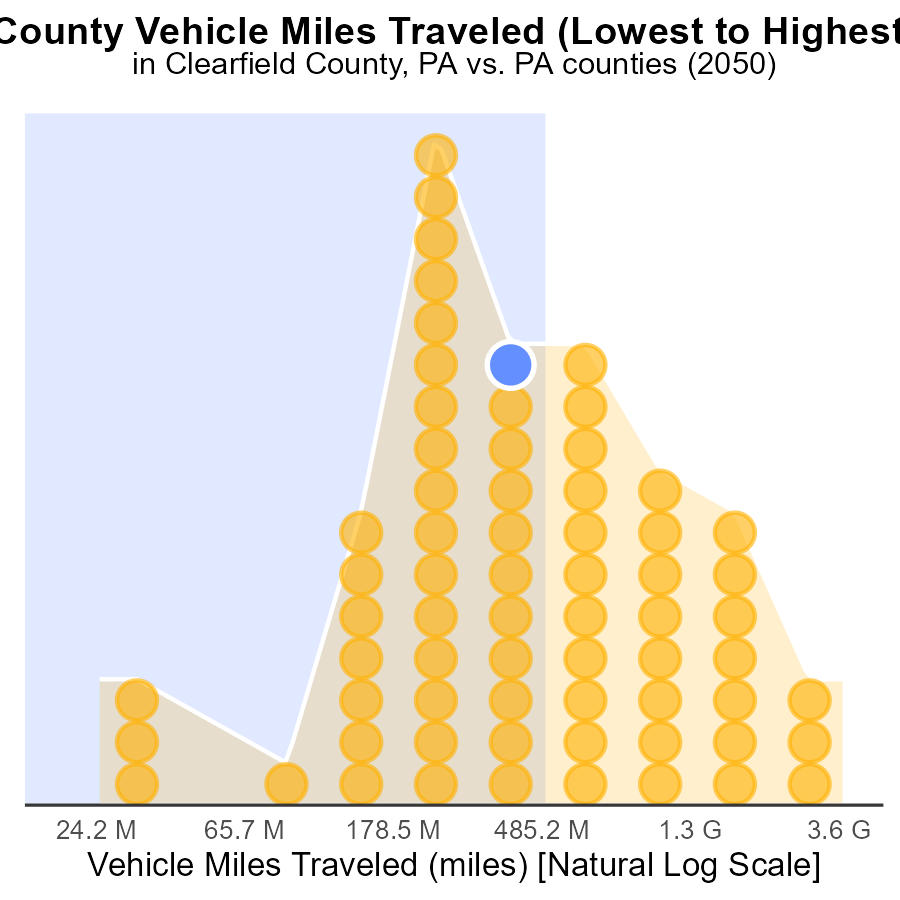 County Vehicle Miles Traveled (Lowest to Highest
in Clearfield County, PA vs. PA counties (2050)
24.2 M 65.7 M 178.5 M 485.2 M 1.3 G 3.6 G
Vehicle Miles Traveled (miles) [Natural Log Scale]